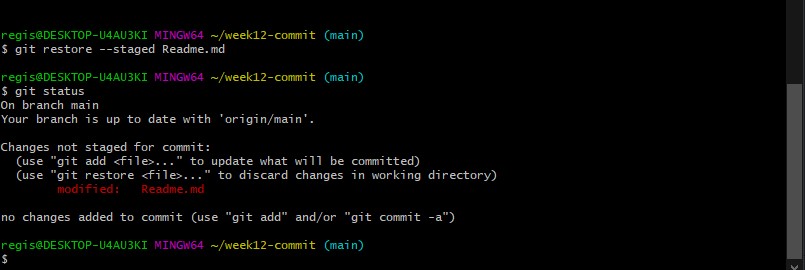 regis@DESKTOP-U4AU3KI MINGW64 ~/week12-commit (main)
$ git restore --staged Readme.md
regis@DESKTOP-U4AU3KI MINGW64 ~/week12-commit (main)
$ git status
On branch main
Your branch is up to date with 'origin/main'.
Changes not staged for commit:
  (use "git add <file>..." to update what will be committed)
  (use "git restore <file>..." to discard changes in working directory)
        modified:   Readme.md
no changes added to commit (use "git add" and/or "git commit -a")
regis@DESKTOP-U4AU3KI MINGW64 ~/week12-commit (main)
$